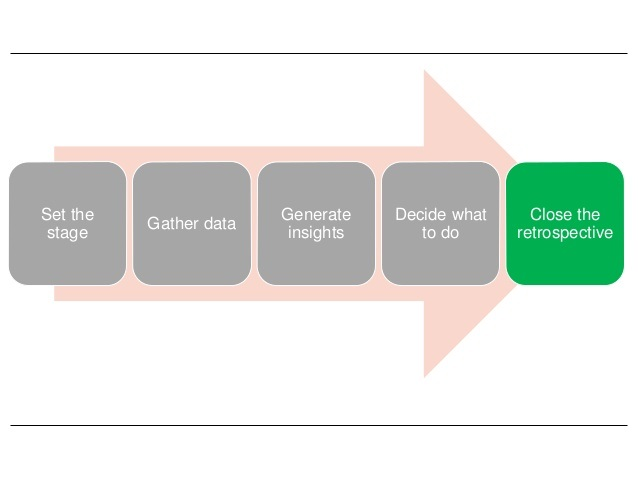 Set the
stage
Gather data
Generate
insights
Decide what
to do
Close the
retrospective